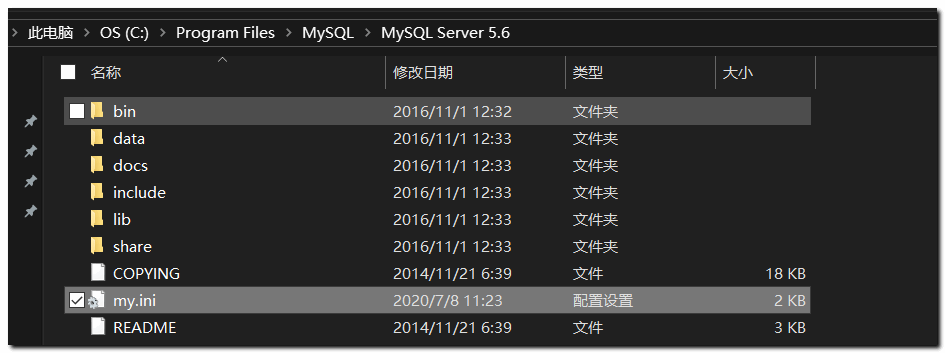 此电脑 > OS (C:) > Program Files > MySQL > MySQL Server 5.6
名称 修改日期 类型 大小
bin 2016/11/1 12:32 文件夹
data 2016/11/1 12:33 文件夹
docs 2016/11/1 12:33 文件夹
include 2016/11/1 12:33 文件夹
lib 2016/11/1 12:33 文件夹
share 2016/11/1 12:33 文件夹
COPYING 2014/11/21 6:39 文件 18 KB
my.ini 2020/7/8 11:23 配置设置 2 KB
README 2014/11/21 6:39 文件 3 KB